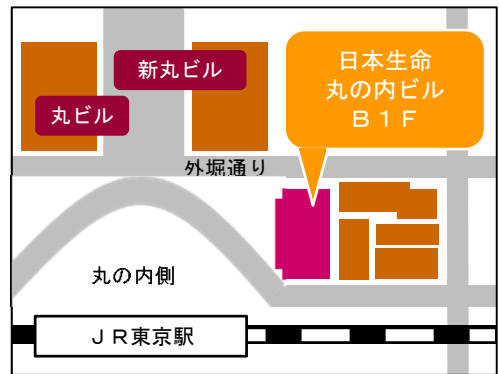 新丸ビル
丸ビル
日本生命
丸の内ビル
Ｂ１Ｆ
外堀通り
丸の内側
ＪＲ東京駅